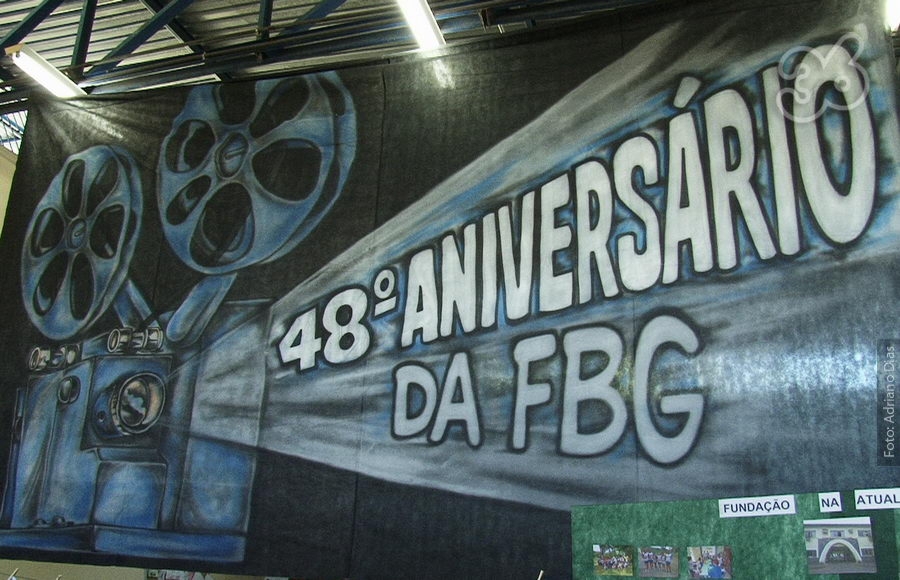 48º ANIVERSÁRIO
DA FBG
FUNDAÇÃO NA ATUAL
Foto: Adriano Dias